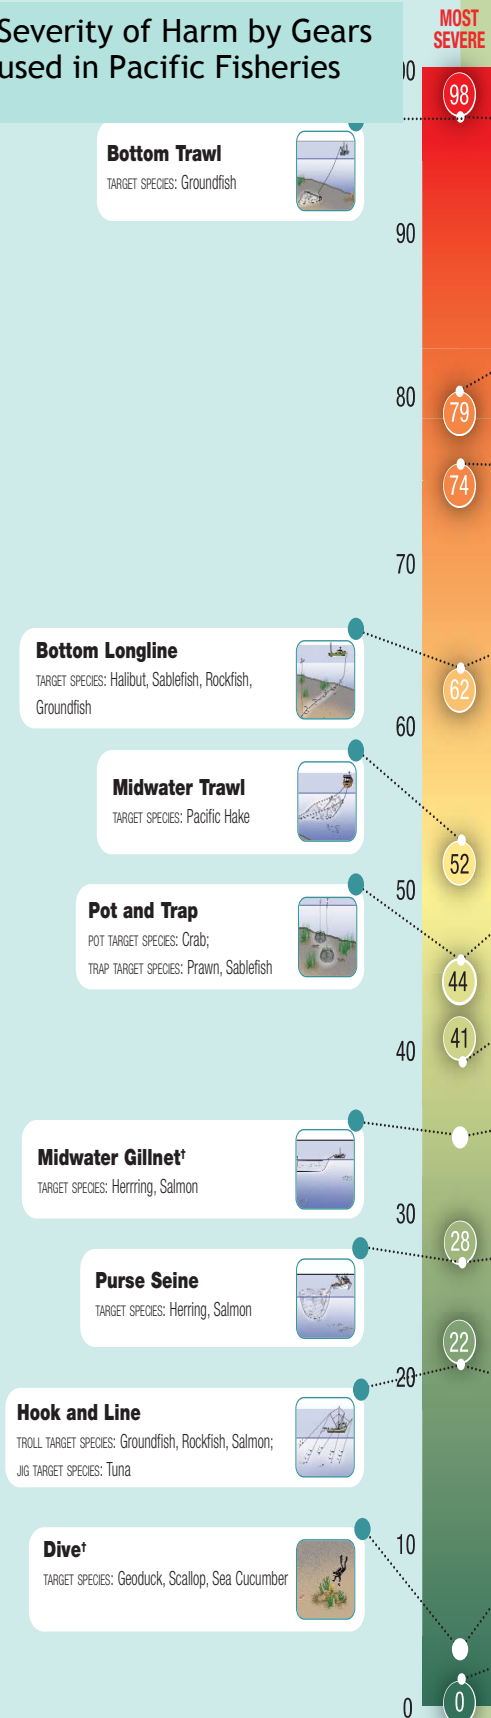 Severity of Harm by Gears
used in Pacific Fisheries
MOST
SEVERE
98
Bottom Trawl
TARGET SPECIES: Groundfish
90
80
79
74
70
Bottom Longline
TARGET SPECIES: Halibut, Sablefish, Rockfish,
Groundfish
62
60
Midwater Trawl
TARGET SPECIES: Pacific Hake
52
50
Pot and Trap
POT TARGET SPECIES: Crab;
TRAP TARGET SPECIES: Prawn, Sablefish
44
41
40
Midwater Gillnet†
TARGET SPECIES: Herrring, Salmon
30
28
Purse Seine
TARGET SPECIES: Herring, Salmon
22
20
Hook and Line
TROLL TARGET SPECIES: Groundfish, Rockfish, Salmon;
JIG TARGET SPECIES: Tuna
10
Dive†
TARGET SPECIES: Geoduck, Scallop, Sea Cucumber
0
0